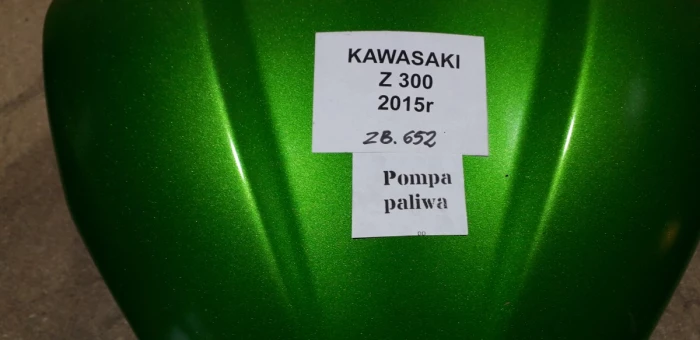 KAWASAKI
Z 300
2015r
ZB. 652
Pompa
paliwa